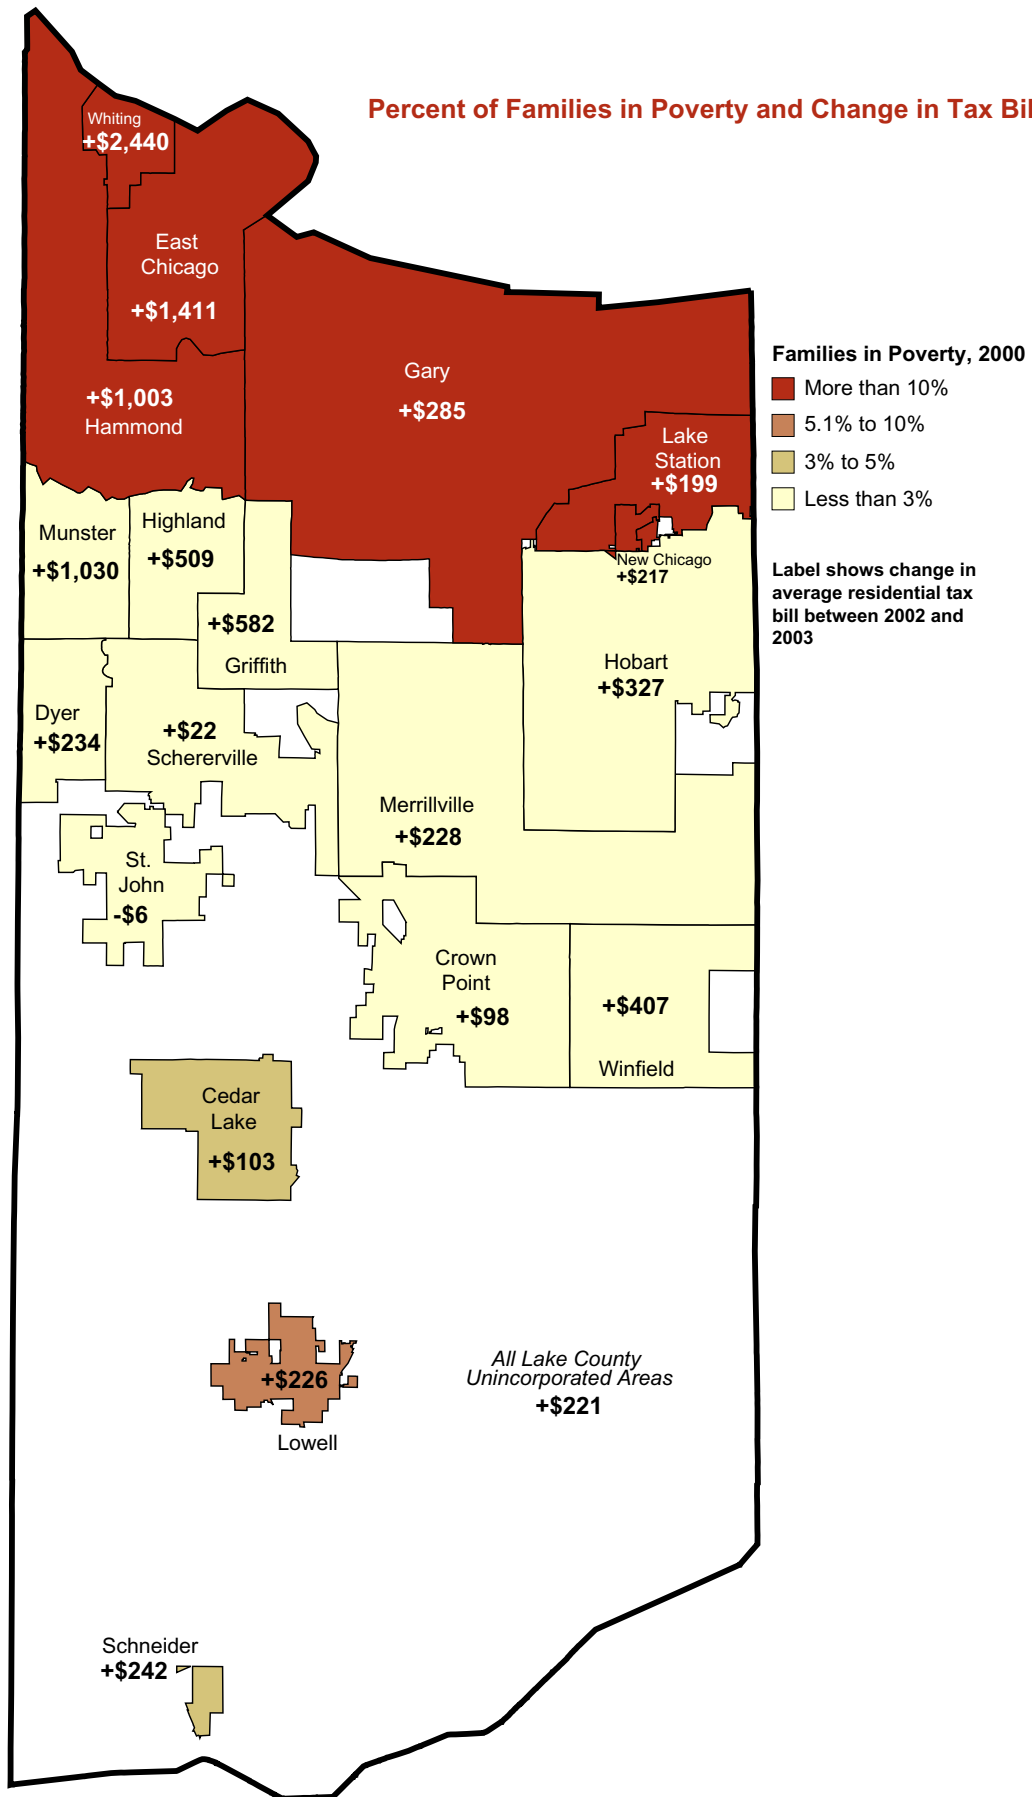 Percent of Families in Poverty and Change in Tax Bil
Whiting
+$2,440
East
Chicago
+$1,411
+$1,003
Hammond
Gary
+$285
Lake
Station
+$199
Families in Poverty, 2000
More than 10%
5.1% to 10%
3% to 5%
Less than 3%
Label shows change in
average residential tax
bill between 2002 and
2003
Munster
+$1,030
Highland
+$509
New Chicago
+$217
+$582
Griffith
Hobart
+$327
Dyer
+$234
+$22
Schererville
Merrillville
+$228
St.
John
-$6
Crown
Point
+$98
+$407
Winfield
Cedar
Lake
+$103
+$226
Lowell
All Lake County
Unincorporated Areas
+$221
Schneider
+$242